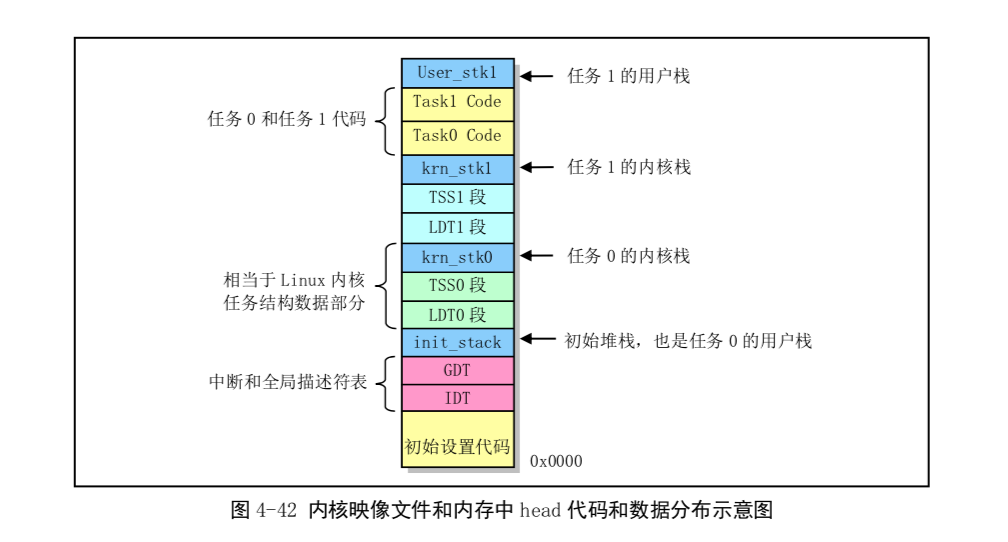 User_stk1
任务 1 的用户栈
Task1 Code
任务 0 和任务 1 代码
Task0 Code
krn_stk1
任务 1 的内核栈
TSS1 段
LDT1 段
krn_stk0
任务 0 的内核栈
相当于 Linux 内核
任务结构数据部分
TSS0 段
LDT0 段
init_stack
初始堆栈，也是任务 0 的用户栈
GDT
中断和全局描述符表
IDT
初始设置代码
0x0000
图 4-42 内核映像文件和内存中 head 代码和数据分布示意图